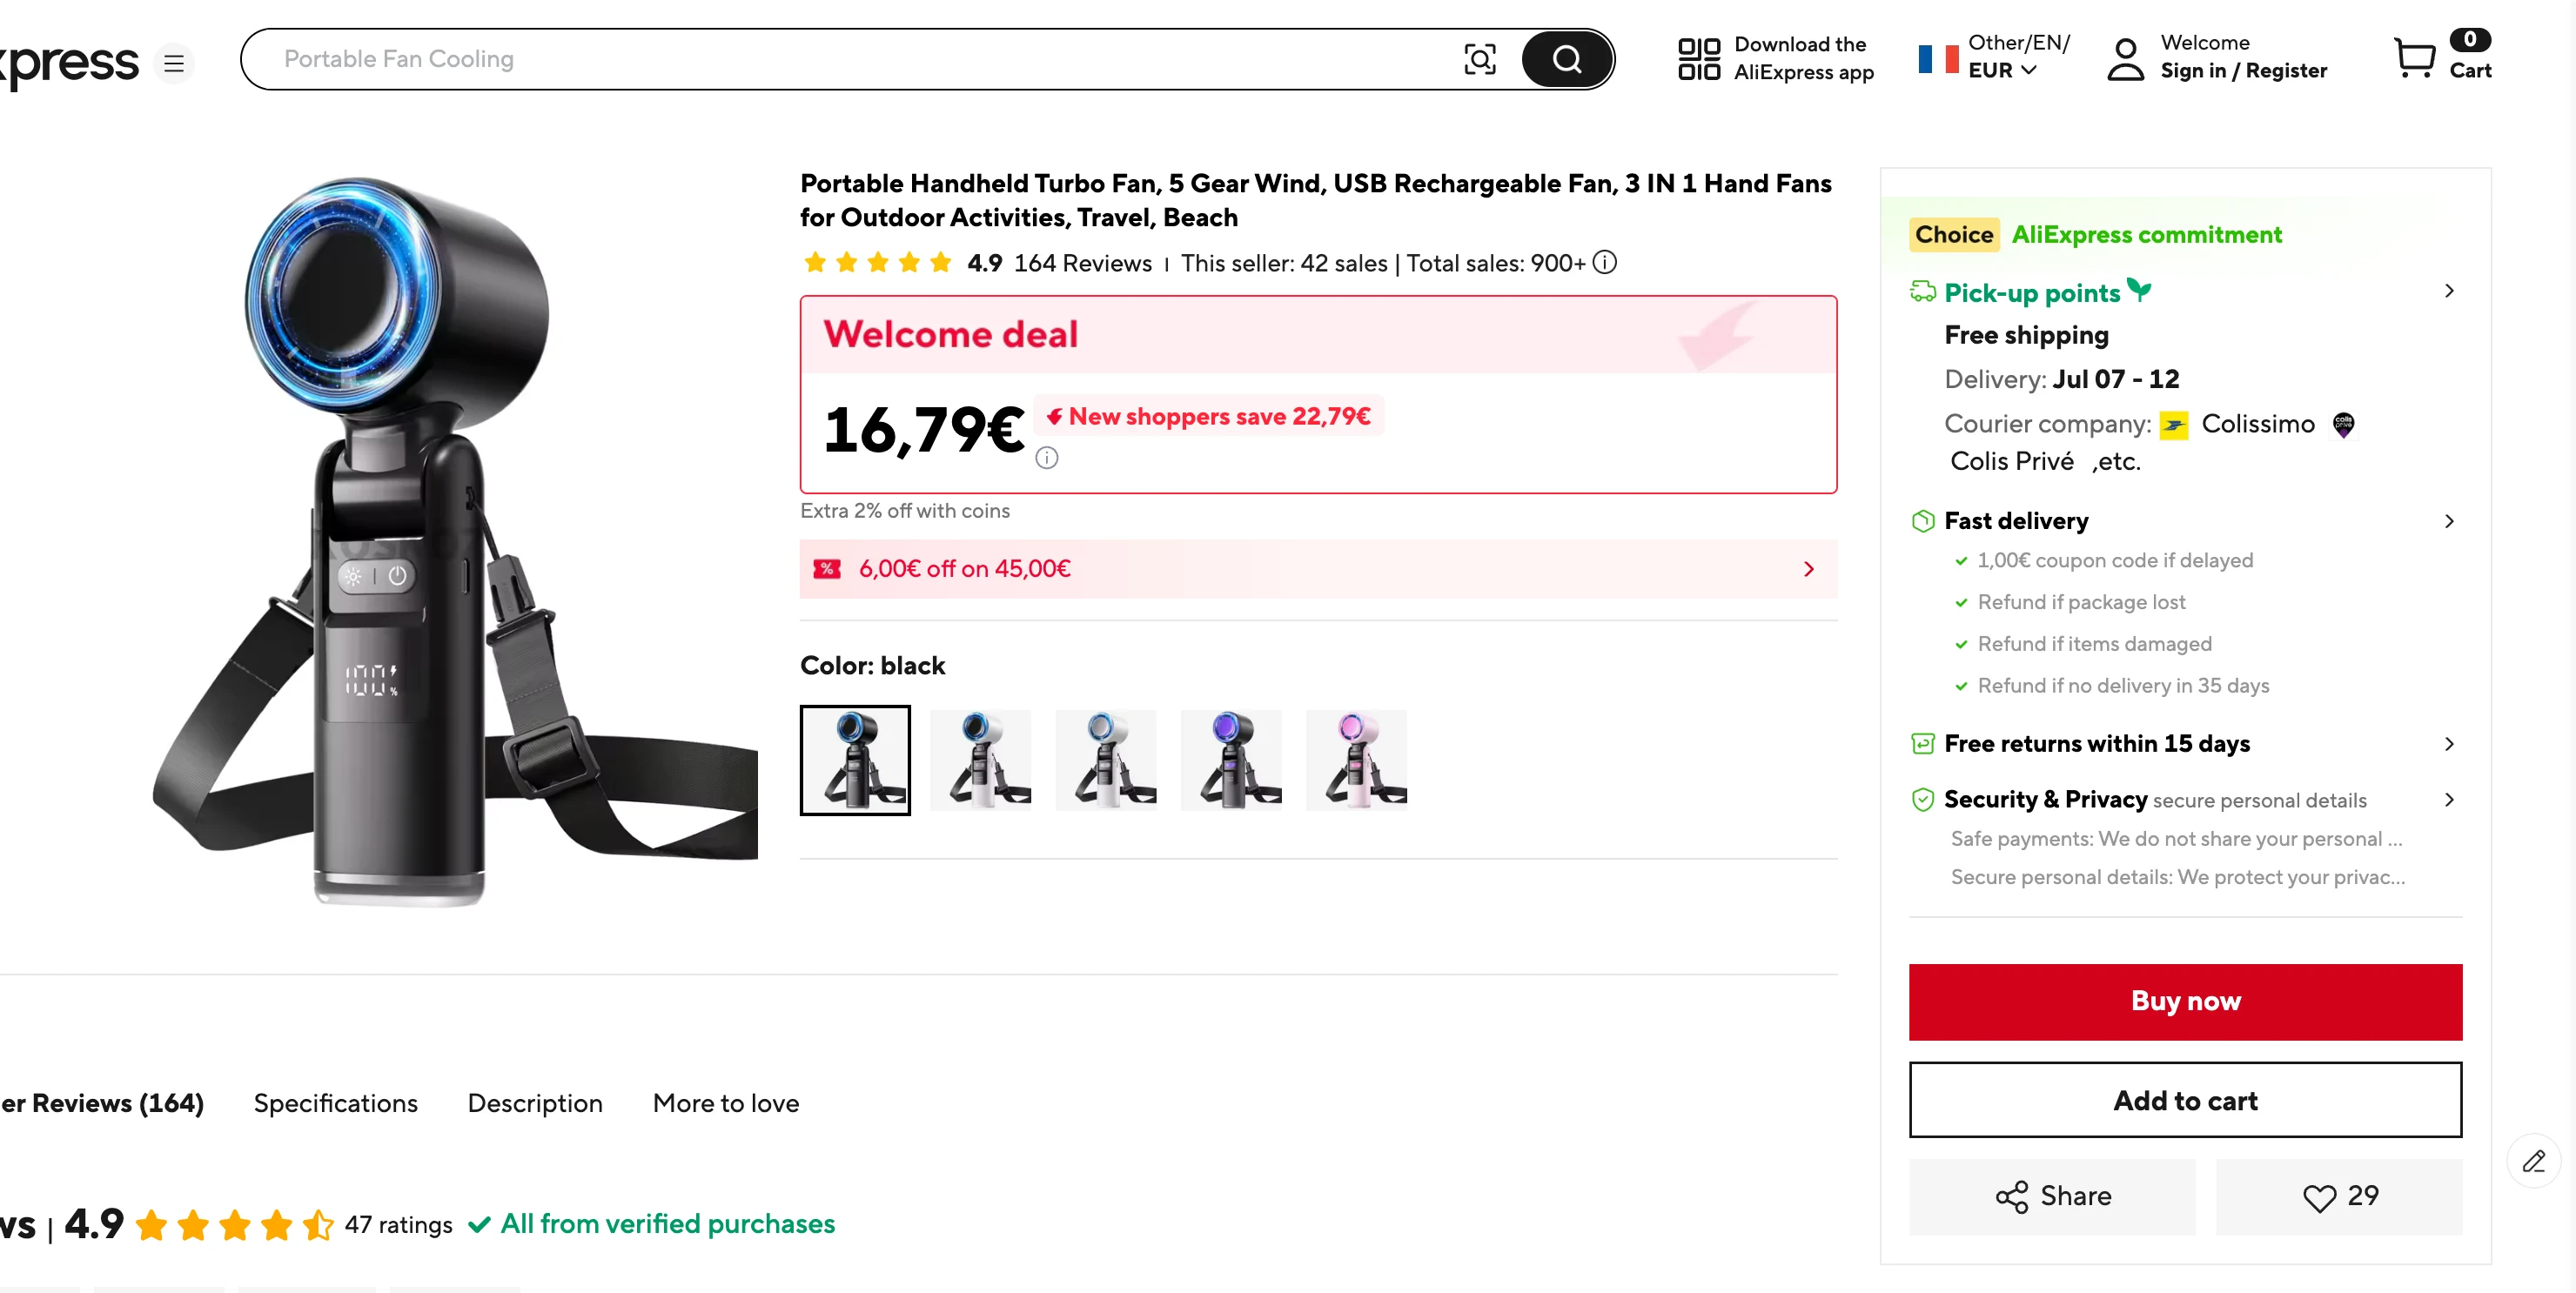 xpress
Portable Fan Cooling
Download the
AliExpress app
Other/EN/
EUR
Welcome
Sign in / Register
0
Cart
Portable Handheld Turbo Fan, 5 Gear Wind, USB Rechargeable Fan, 3 IN 1 Hand Fans
for Outdoor Activities, Travel, Beach
4.9 164 Reviews | This seller: 42 sales | Total sales: 900+
Welcome deal
16,79€ New shoppers save 22,79€
Extra 2% off with coins
% 6,00€ off on 45,00€
100%
Color: black
Choice AliExpress commitment
Pick-up points
Free shipping
Delivery: Jul 07 - 12
Courier company: Colissimo
Colis Privé ,etc.
Fast delivery
1,00€ coupon code if delayed
Refund if package lost
Refund if items damaged
Refund if no delivery in 35 days
Free returns within 15 days
Security & Privacy secure personal details
Safe payments: We do not share your personal ...
Secure personal details: We protect your privac...
Buy now
Add to cart
Share
29
er Reviews (164) Specifications Description More to love
ws | 4.9 47 ratings All from verified purchases